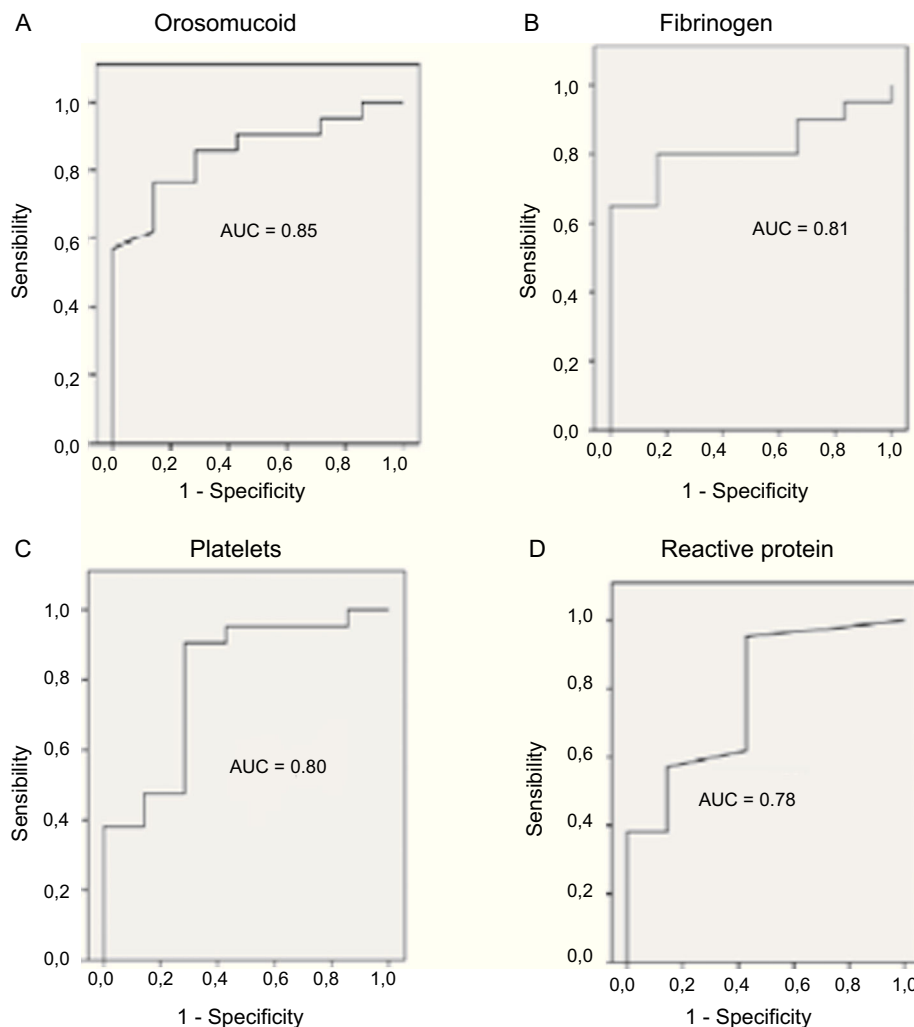 A Orosomucoid
1,0
0,8
0,6
0,4
0,2
0,0
Sensibility
AUC = 0.85
0,0 0,2 0,4 0,6 0,8 1,0
1 - Specificity
B Fibrinogen
1,0
0,8
0,6
0,4
0,2
0,0
Sensibility
AUC = 0.81
0,0 0,2 0,4 0,6 0,8 1,0
1 - Specificity
C Platelets
1,0
0,8
0,6
0,4
0,2
0,0
Sensibility
AUC = 0.80
0,0 0,2 0,4 0,6 0,8 1,0
1 - Specificity
D Reactive protein
1,0
0,8
0,6
0,4
0,2
0,0
Sensibility
AUC = 0.78
0,0 0,2 0,4 0,6 0,8 1,0
1 - Specificity